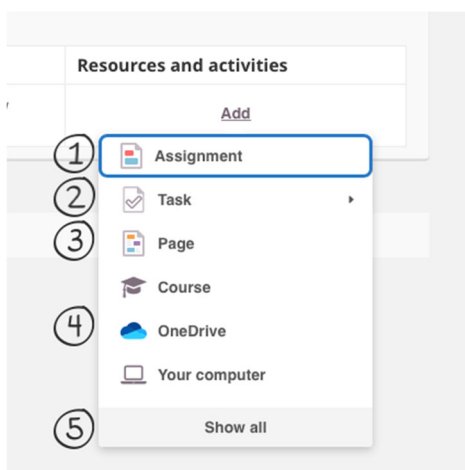 Resources and activities
Add
1 Assignment
2 Task
3 Page
Course
4 OneDrive
Your computer
5 Show all